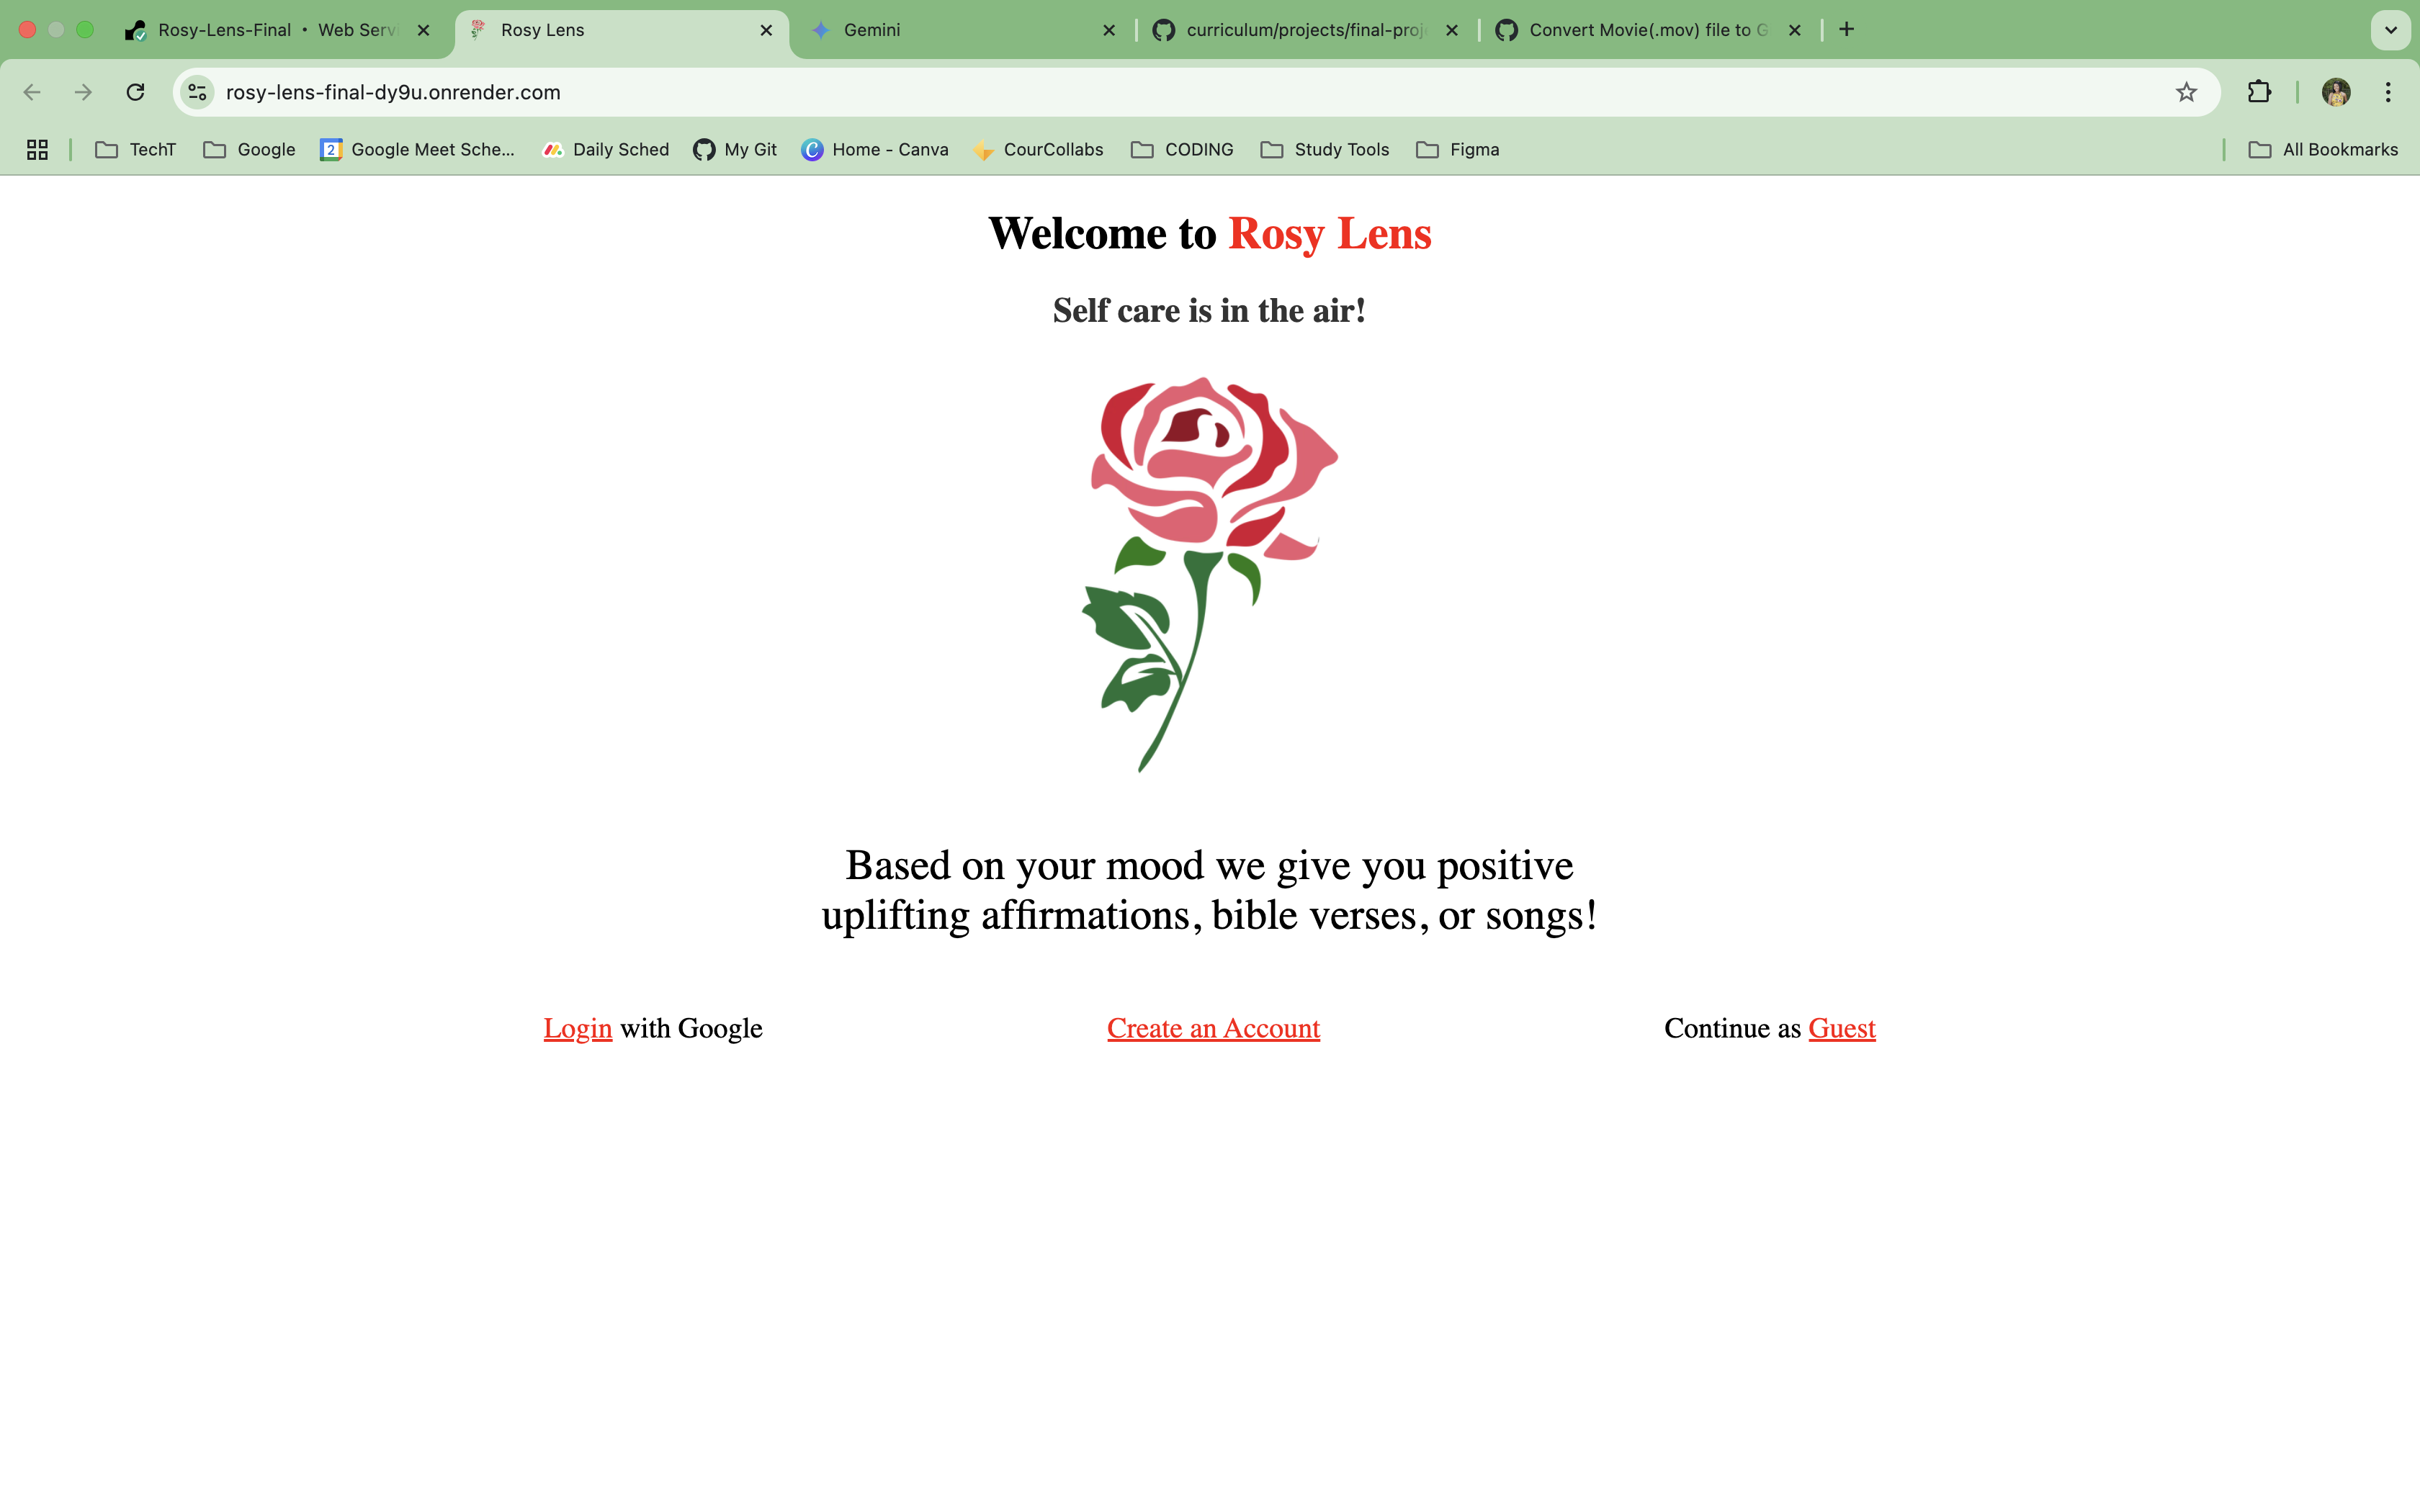 Rosy-Lens-Final • Web Serv
Rosy Lens
Gemini
curriculum/projects/final-proj
Convert Movie(.mov) file to G
rosy-lens-final-dy9u.onrender.com
TechT
Google
2
Google Meet Sche...
Daily Sched
My Git
C
Home - Canva
CourCollabs
CODING
Study Tools
Figma
All Bookmarks
Welcome to Rosy Lens
Self care is in the air!
Based on your mood we give you positive
uplifting affirmations, bible verses, or songs!
Login with Google
Create an Account
Continue as Guest